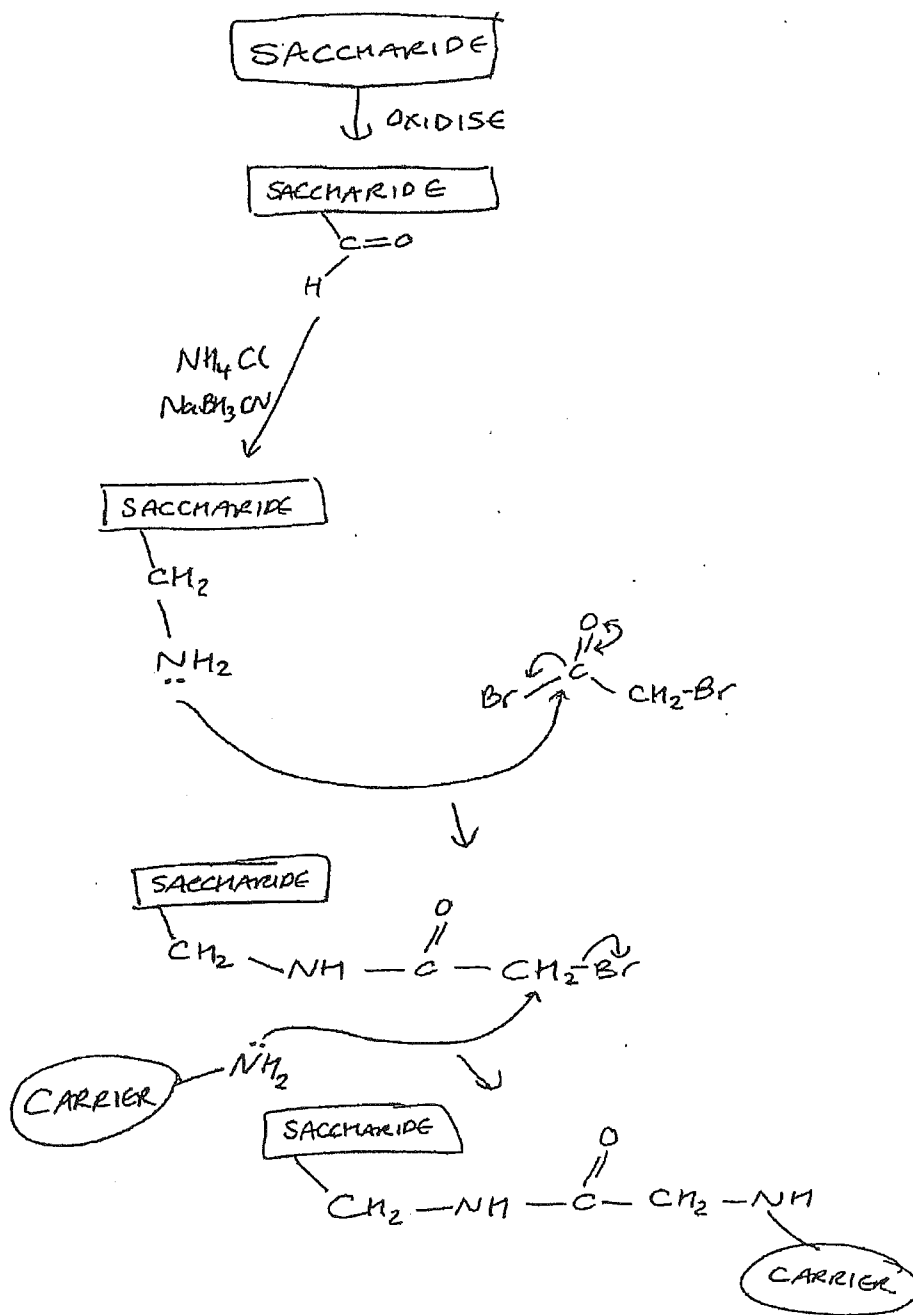 SACCHARIDE
OXIDISE
SACCHARIDE
C=O
H
NH4Cl
NaBH3CN
SACCHARIDE
CH2
NH2
O
Br C CH2-Br
SACCHARIDE
O
CH2 - NH - C - CH2-Br
CARRIER - NH2
SACCHARIDE
O
CH2 - NH - C - CH2 - NH
CARRIER